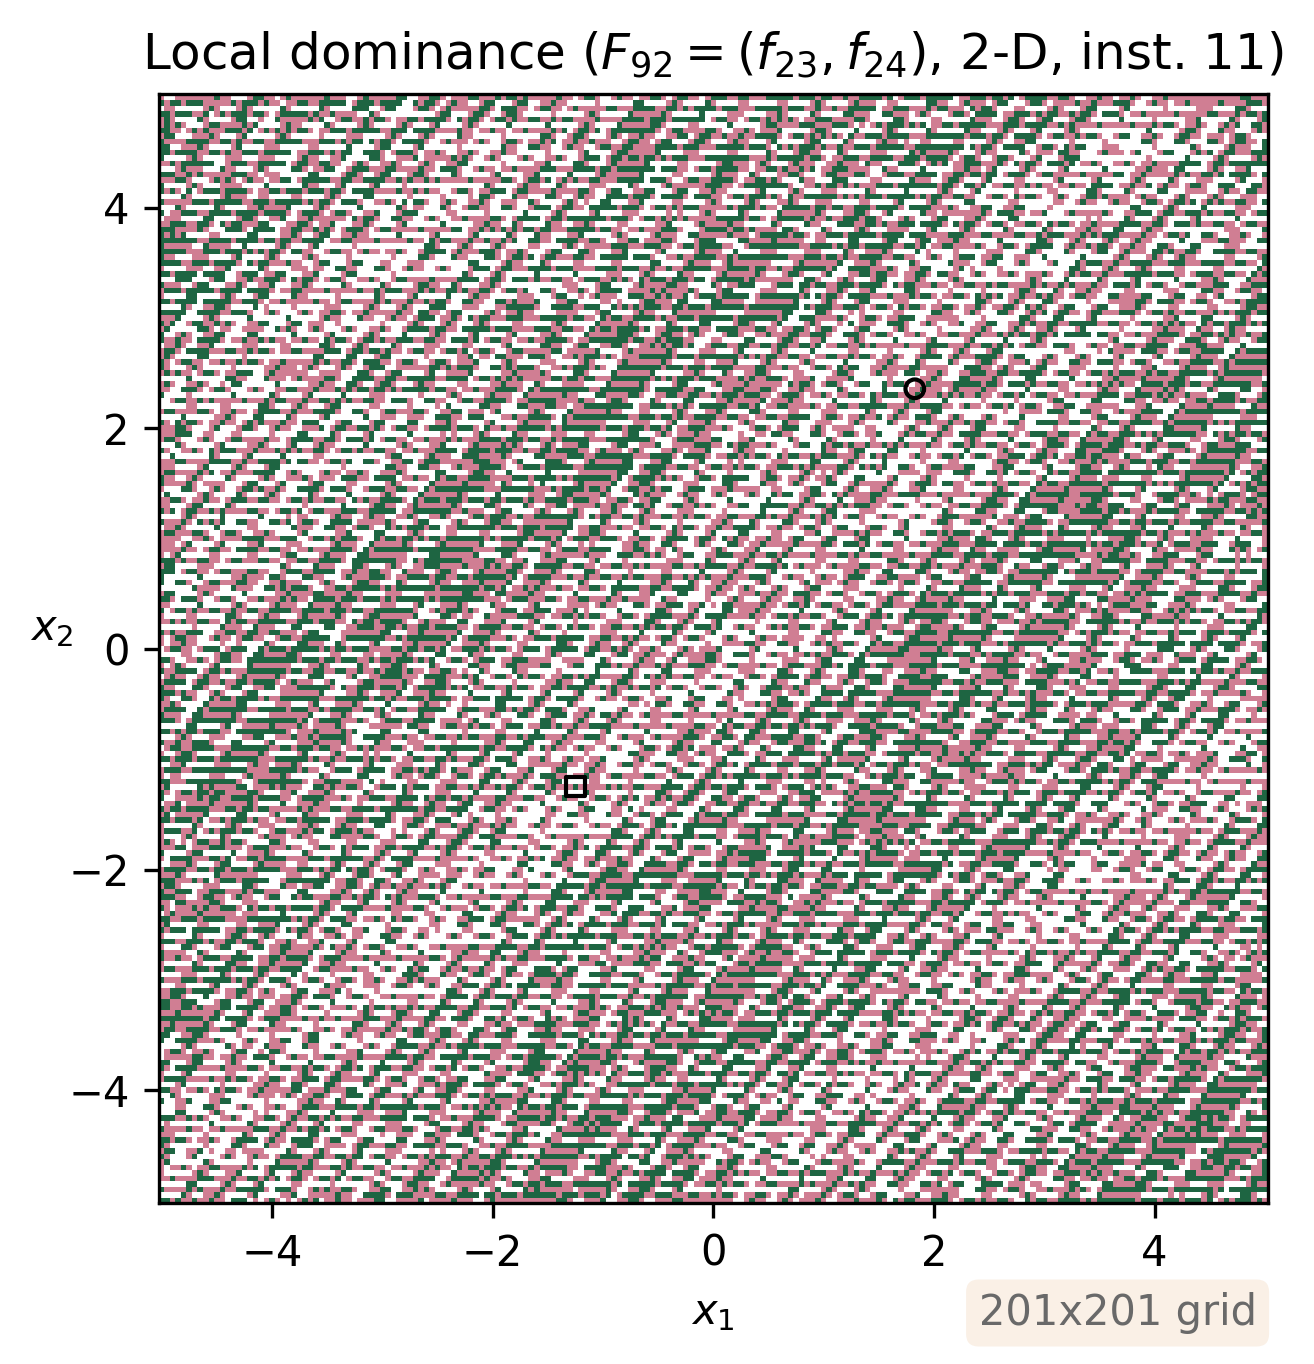 Local dominance (F₉₂ = (f₂₃, f₂₄), 2-D, inst. 11)
4
2
x₂
0
−2
−4
−4 −2 0 2 4
x₁
201x201 grid